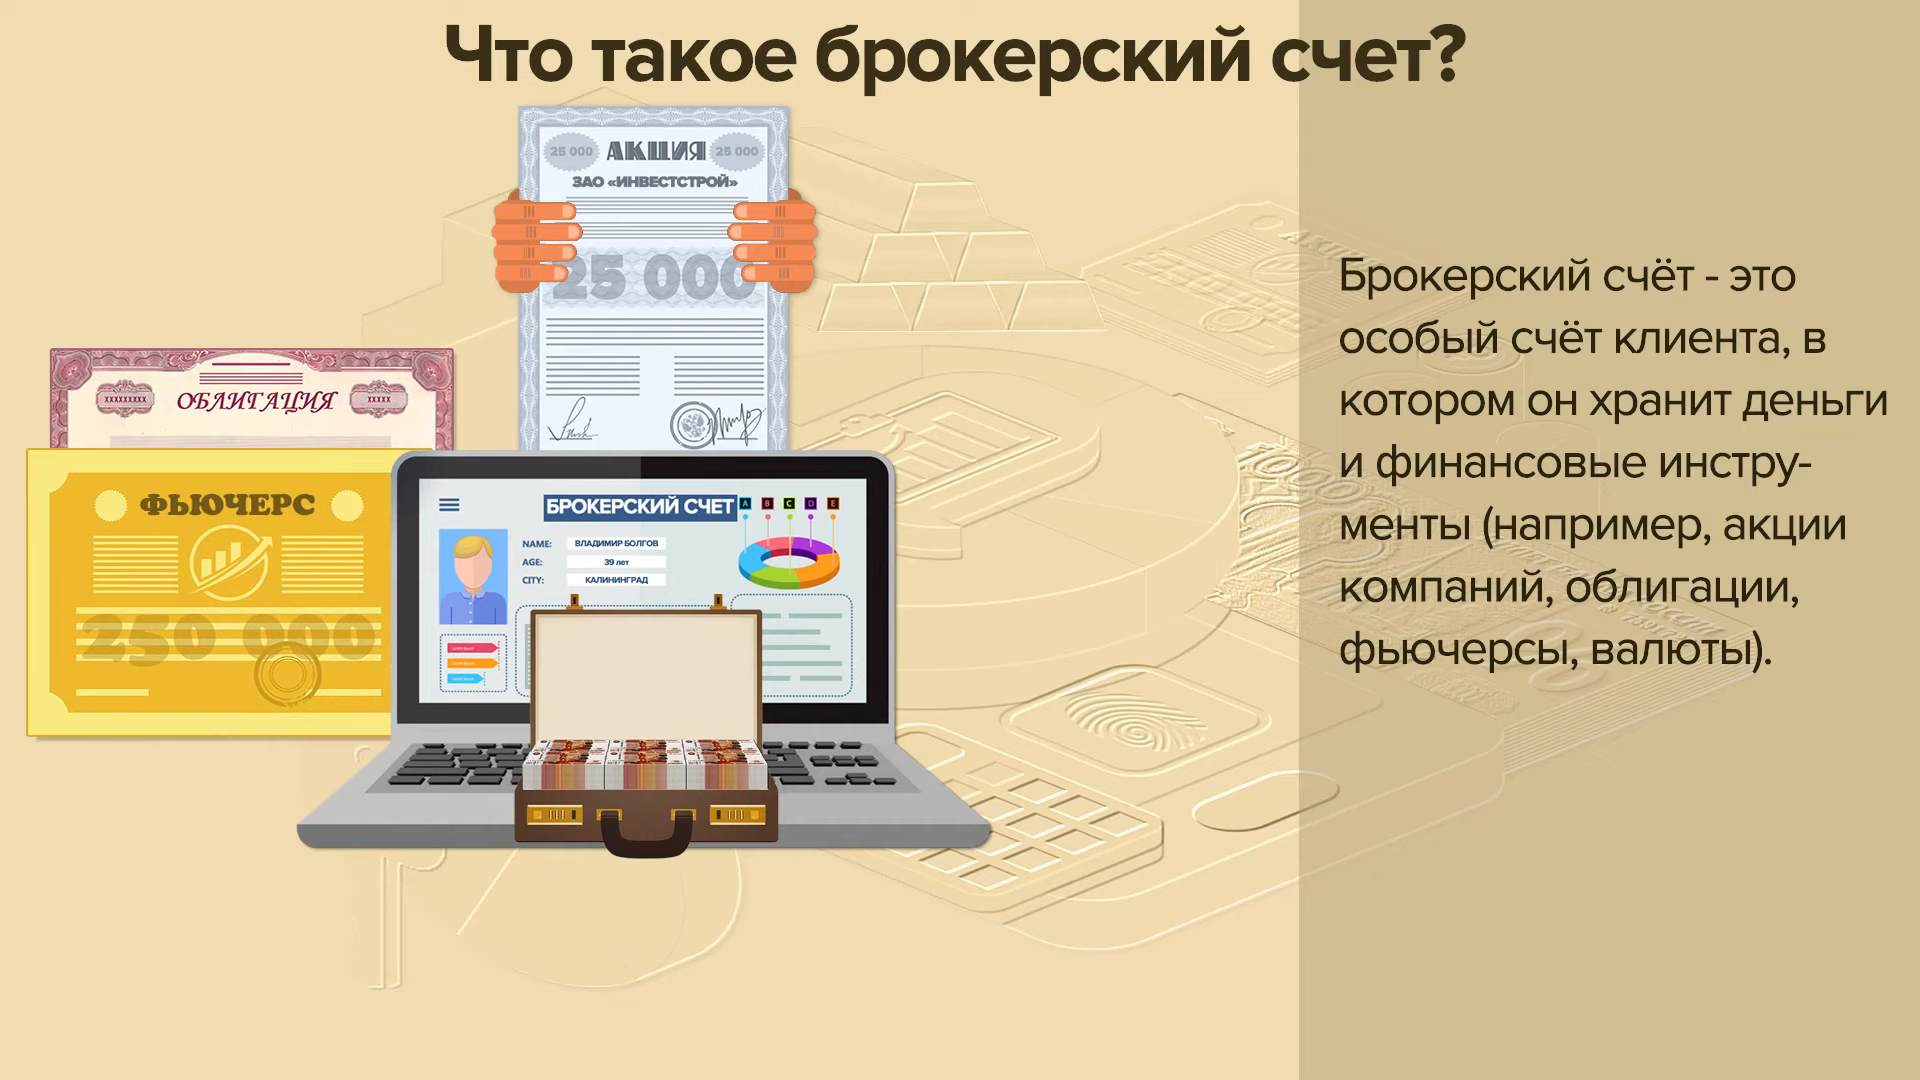 Что такое брокерский счет?
25 000 АКЦИЯ 25 000
ЗАО «ИНВЕСТСТРОЙ»
25 000
ОБЛИГАЦИЯ
ФЬЮЧЕРС
250 000
БРОКЕРСКИЙ СЧЕТ
A B C D E
NAME: ВЛАДИМИР БОЛГОВ
AGE: 39 лет
CITY: КАЛИНИНГРАД
Брокерский счёт - это
особый счёт клиента, в
котором он хранит деньги
и финансовые инстру-
менты (например, акции
компаний, облигации,
фьючерсы, валюты).